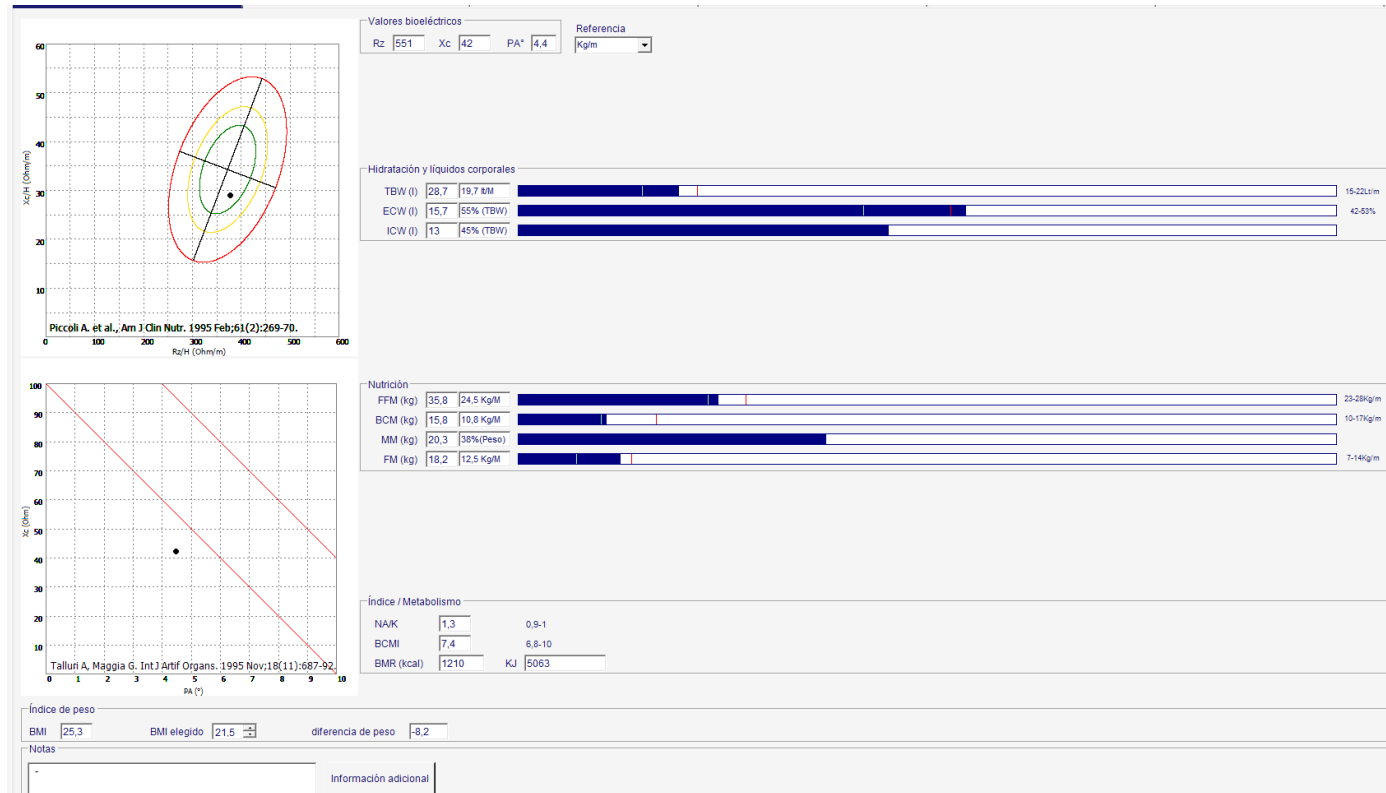 Valores bioeléctricos
Rz 551 Xc 42 PA° 4,4
Referencia
Kg/m
60
50
40
30
20
10
Xc/H (Ohm/m)
Piccoli A. et al., Am J Clin Nutr. 1995 Feb;61(2):269-70.
0 100 200 300 400 500 600
Rz/H (Ohm/m)
Hidratación y líquidos corporales
TBW (l) 28,7 19,7 lt/M 15-22Lt/m
ECW (l) 15,7 55% (TBW) 42-53%
ICW (l) 13 45% (TBW)
100
90
80
70
60
50
40
30
20
10
Xc (Ohm)
Talluri A, Maggia G. Int J Artif Organs. 1995 Nov;18(11):687-92.
0 1 2 3 4 5 6 7 8 9 10
PA (°)
Nutrición
FFM (kg) 35,8 24,5 Kg/M 23-28Kg/m
BCM (kg) 15,8 10,8 Kg/M 10-17Kg/m
MM (kg) 20,3 38%(Peso)
FM (kg) 18,2 12,5 Kg/M 7-14Kg/m
Índice / Metabolismo
NA/K 1,3 0,9-1
BCMI 7,4 6,8-10
BMR (kcal) 1210 KJ 5063
Índice de peso
BMI 25,3 BMI elegido 21,5 diferencia de peso -8,2
Notas
-
Información adicional